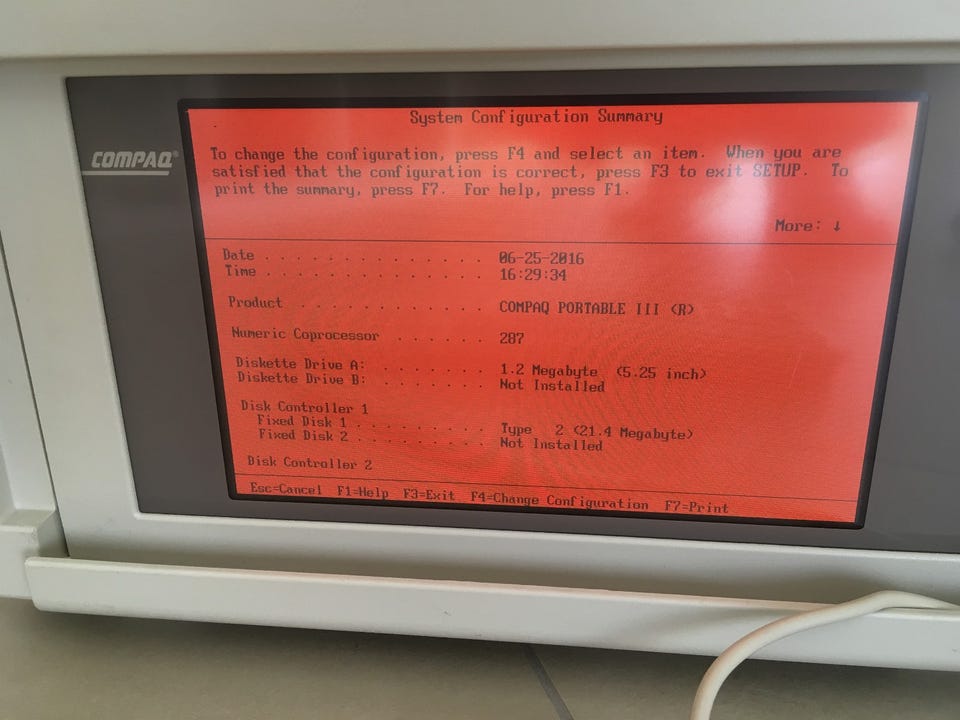 System Configuration Summary
To change the configuration, press F4 and select an item. When you are
satisfied that the configuration is correct, press F3 to exit SETUP. To
print the summary, press F7. For help, press F1.
More: ↓
COMPAQ®
Date . . . . . . . . . . . . . . 06-25-2016
Time . . . . . . . . . . . . . . 16:29:34
Product . . . . . . . . . . . COMPAQ PORTABLE III (R)
Numeric Coprocessor . . . . . . 287
Diskette Drive A: . . . . . . . 1.2 Megabyte (5.25 inch)
Diskette Drive B: . . . . . . . Not Installed
Disk Controller 1
Fixed Disk 1 . . . . . . . . . Type 2 (21.4 Megabyte)
Fixed Disk 2 . . . . . . . . . Not Installed
Disk Controller 2
Esc=Cancel F1=Help F3=Exit F4=Change Configuration F7=Print